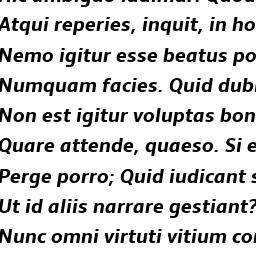 Atqui reperies, inquit, in ho
Nemo igitur esse beatus po
Numquam facies. Quid dub
Non est igitur voluptas bon
Quare attende, quaeso. Si e
Perge porro; Quid iudicant s
Ut id aliis narrare gestiant?
Nunc omni virtuti vitium co